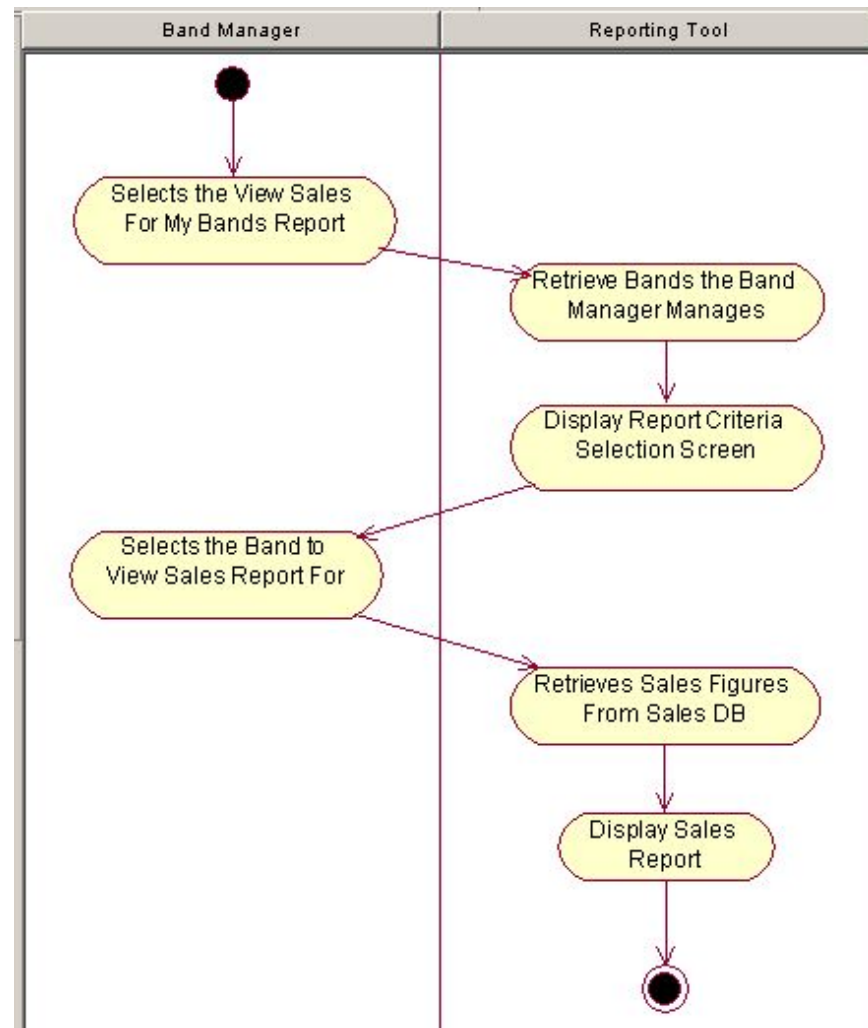 Band Manager
Reporting Tool
Selects the View Sales
For My Bands Report
Retrieve Bands the Band
Manager Manages
Display Report Criteria
Selection Screen
Selects the Band to
View Sales Report For
Retrieves Sales Figures
From Sales DB
Display Sales
Report